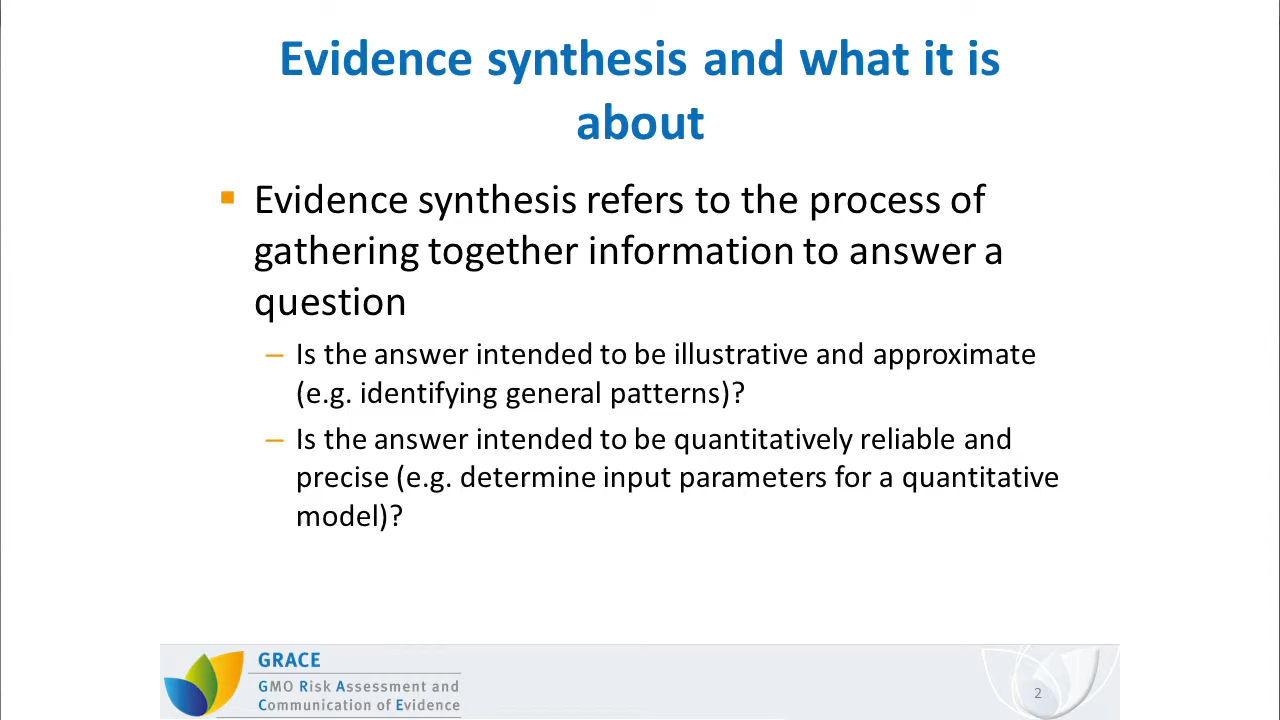 Evidence synthesis and what it is
about
Evidence synthesis refers to the process of
gathering together information to answer a
question
– Is the answer intended to be illustrative and approximate
(e.g. identifying general patterns)?
– Is the answer intended to be quantitatively reliable and
precise (e.g. determine input parameters for a quantitative
model)?
GRACE
GMO Risk Assessment and
Communication of Evidence
2